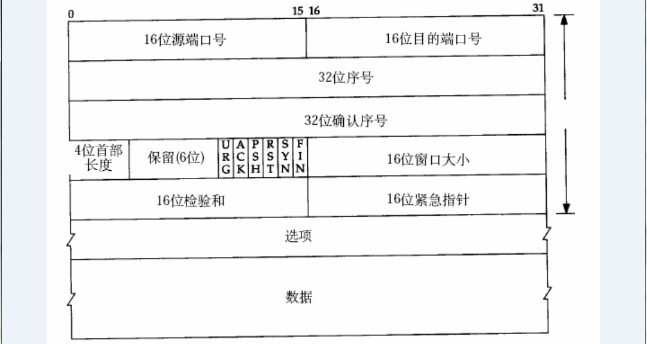 0 15 16 31
16位源端口号 16位目的端口号
32位序号
32位确认序号
4位首部
长度 保留(6位) URG ACK PSH RST SYN FIN 16位窗口大小
16位检验和 16位紧急指针
选项
数据